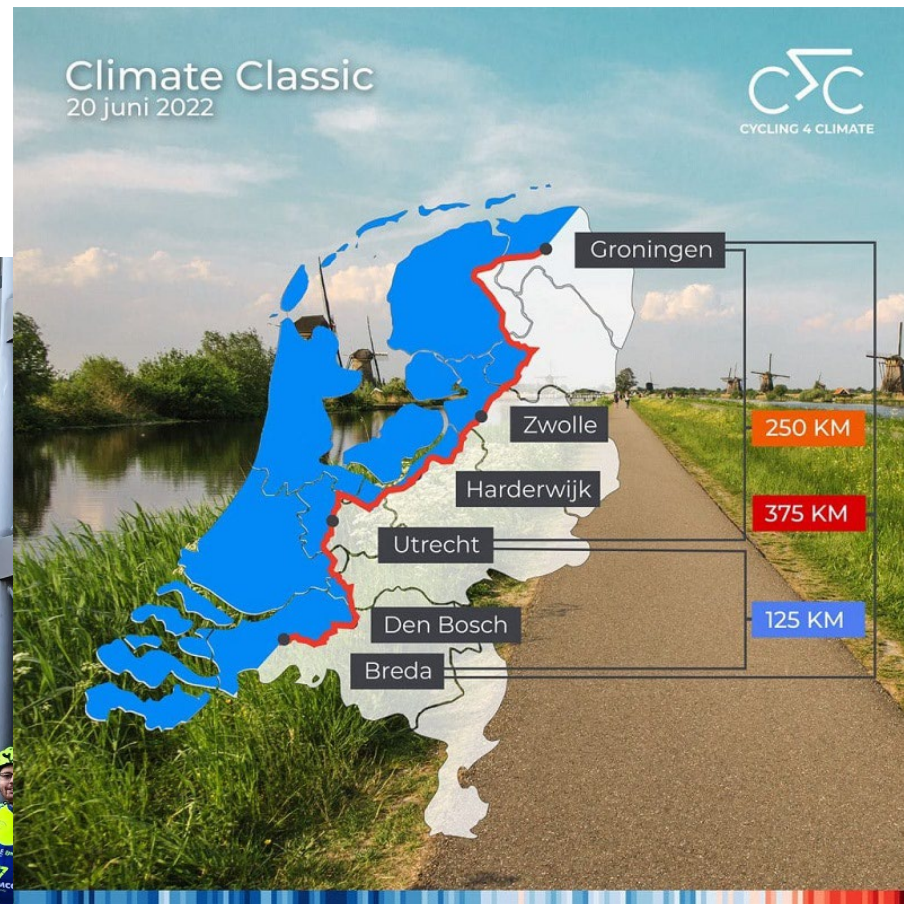 Climate Classic
20 juni 2022
CYCLING 4 CLIMATE
Groningen
Zwolle
250 KM
Harderwijk
375 KM
Utrecht
Den Bosch
125 KM
Breda